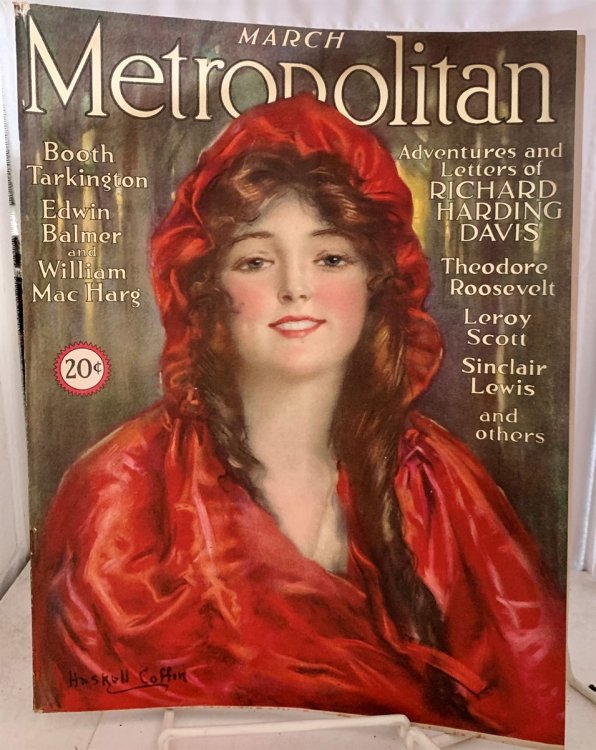 MARCH
Metropolitan
Booth
Tarkington
Edwin
Balmer
and
William
Mac Harg
20¢
Adventures and
Letters of
RICHARD
HARDING
DAVIS
Theodore
Roosevelt
Leroy
Scott
Sinclair
Lewis
and
others
Haskell Coffin